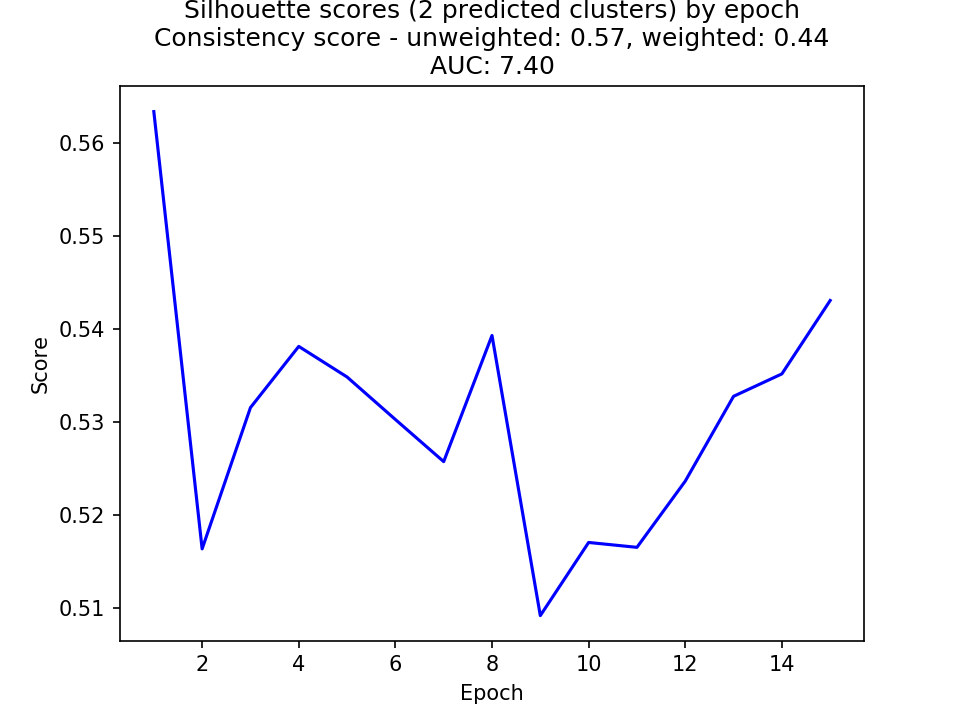 Silhouette scores (2 predicted clusters) by epoch
Consistency score - unweighted: 0.57, weighted: 0.44
AUC: 7.40
0.56
0.55
0.54
0.53
0.52
0.51
Score
2 4 6 8 10 12 14
Epoch